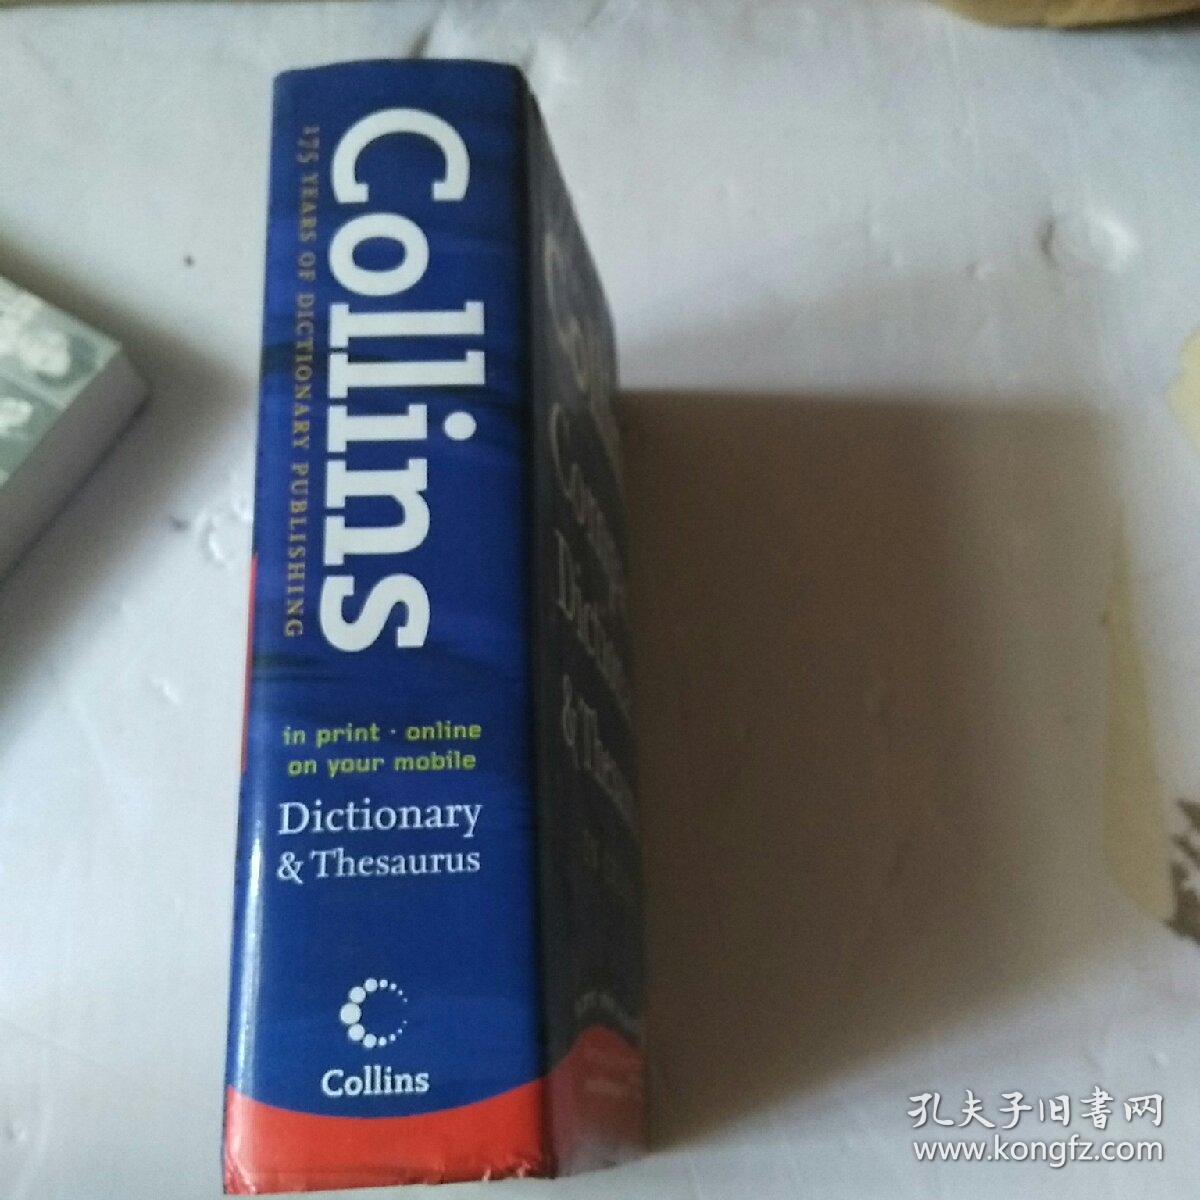 Collins
175 YEARS OF DICTIONARY PUBLISHING
in print · online
on your mobile
Dictionary
& Thesaurus
Collins
孔夫子旧書网
www.kongfz.com